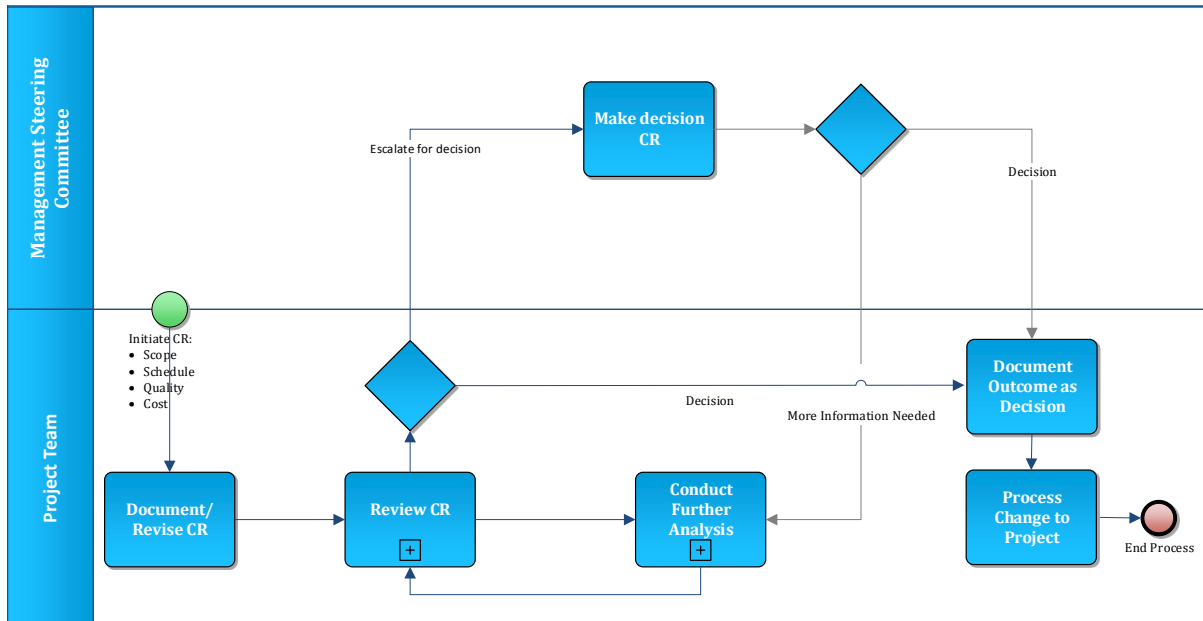 Management Steering
Committee
Make decision
CR
Escalate for decision
Decision
Project Team
Initiate CR:
• Scope
• Schedule
• Quality
• Cost
Document
Outcome as
Decision
Decision
More Information Needed
Document/
Revise CR
Review CR
+
Conduct
Further
Analysis
+
Process
Change to
Project
End Process